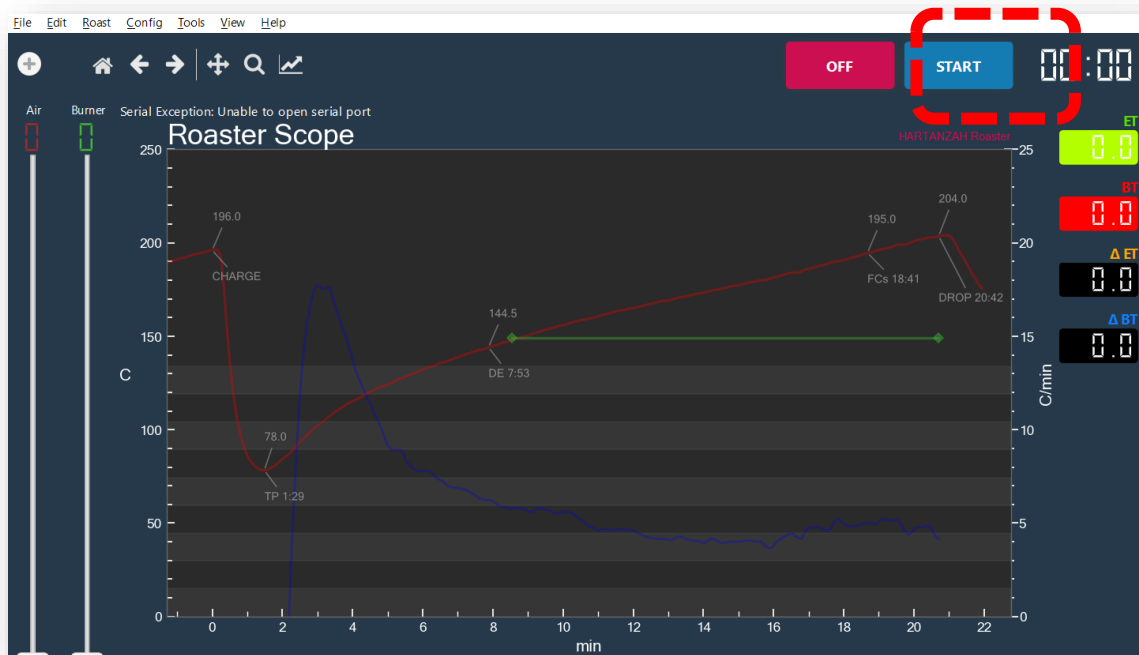 File Edit Roast Config Tools View Help
OFF START 00:00
Air Burner Serial Exception: Unable to open serial port
0 0 Roaster Scope
HARTANZAH Roaster
ET
0.0
BT
0.0
Δ ET
0.0
Δ BT
0.0
250 25
196.0
CHARGE
195.0
204.0
200 20
FCs 18:41
DROP 20:42
144.5
150 15
DE 7:53
C
C/min
100 10
78.0
TP 1:29
50 5
0 0
0 2 4 6 8 10 12 14 16 18 20 22
min